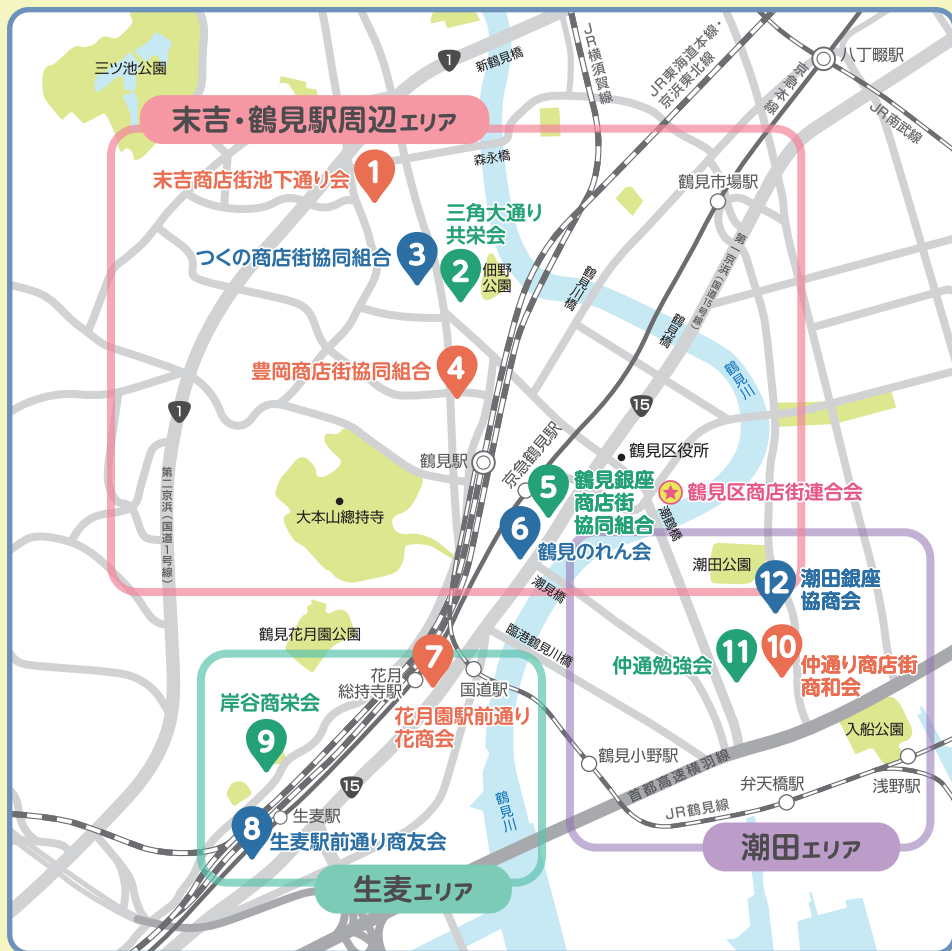 三ツ池公園
1
新鶴見橋
JR横須賀線
JR東海道本線・
京浜東北線
京急本線
八丁畷駅
JR南武線
末吉・鶴見駅周辺エリア
森永橋
末吉商店街池下通り会
1
鶴見市場駅
三角大通り
共栄会
つくの商店街協同組合
3
2
佃野
公園
鶴見川橋
第一京浜(国道15号線)
鶴見橋
豊岡商店街協同組合
4
鶴見川
1
15
第二京浜(国道1号線)
鶴見駅
京急鶴見駅
鶴見区役所
5
鶴見銀座
商店街
協同組合
鶴見区商店街連合会
大本山總持寺
6
鶴見のれん会
潮鶴橋
潮見橋
潮田公園
12
潮田銀座
協商会
鶴見花月園公園
臨港鶴見川橋
7
花月
総持寺駅
国道駅
仲通勉強会
11
10
仲通り商店街
商和会
岸谷商栄会
花月園駅前通り
花商会
9
入船公園
鶴見小野駅
首都高速横羽線
15
弁天橋駅
浅野駅
JR鶴見線
鶴見川
生麦駅
8
生麦駅前通り商友会
潮田エリア
生麦エリア